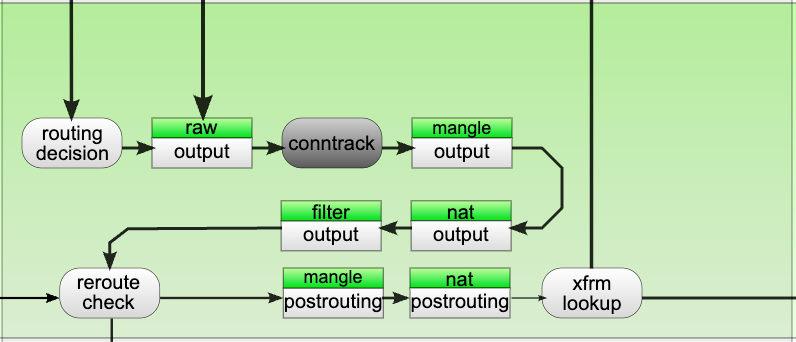 routing
decision
raw
output
conntrack
mangle
output
filter
output
nat
output
reroute
check
mangle
postrouting
nat
postrouting
xfrm
lookup